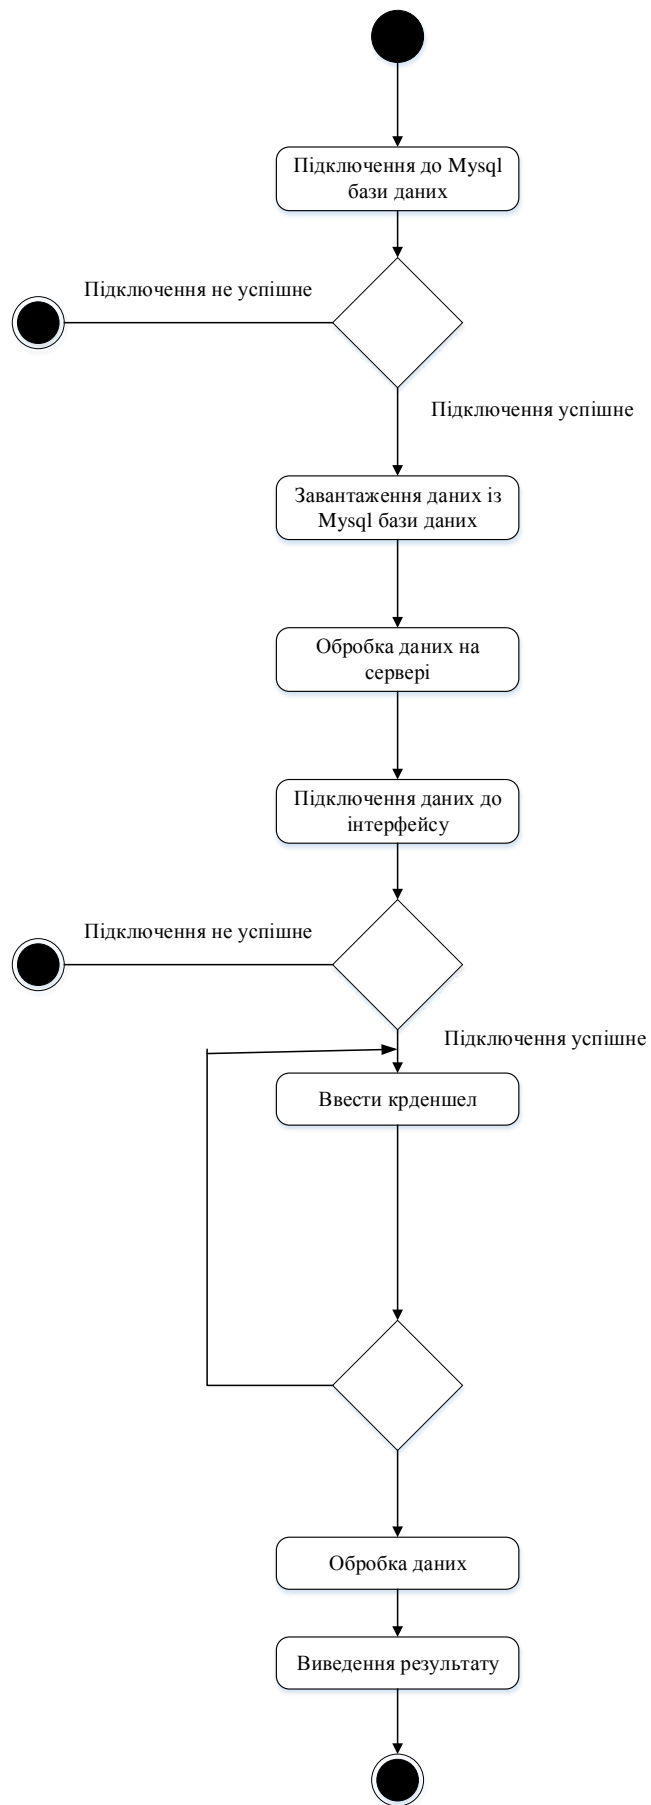 Підключення до Mysql
бази даних
Підключення не успішне
Підключення успішне
Завантаження даних із
Mysql бази даних
Обробка даних на
сервері
Підключення даних до
інтерфейсу
Підключення не успішне
Підключення успішне
Ввести крденшел
Обробка даних
Виведення результату